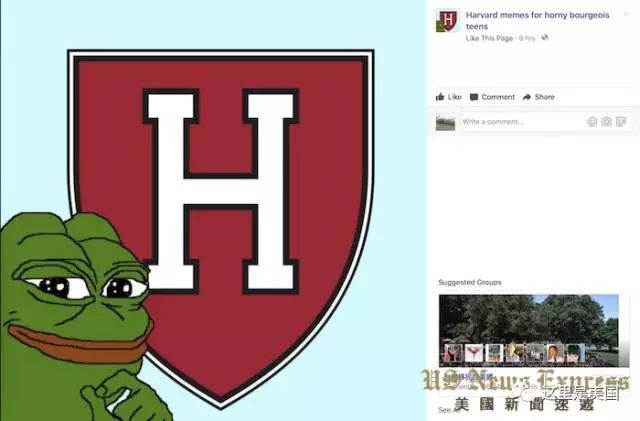 H
Harvard memes for horny bourgeois
teens
Like This Page · 9 hrs ·
Like Comment Share
Write a comment...
Suggested Groups
US News Express
美國新聞速遞
这里是美国
See